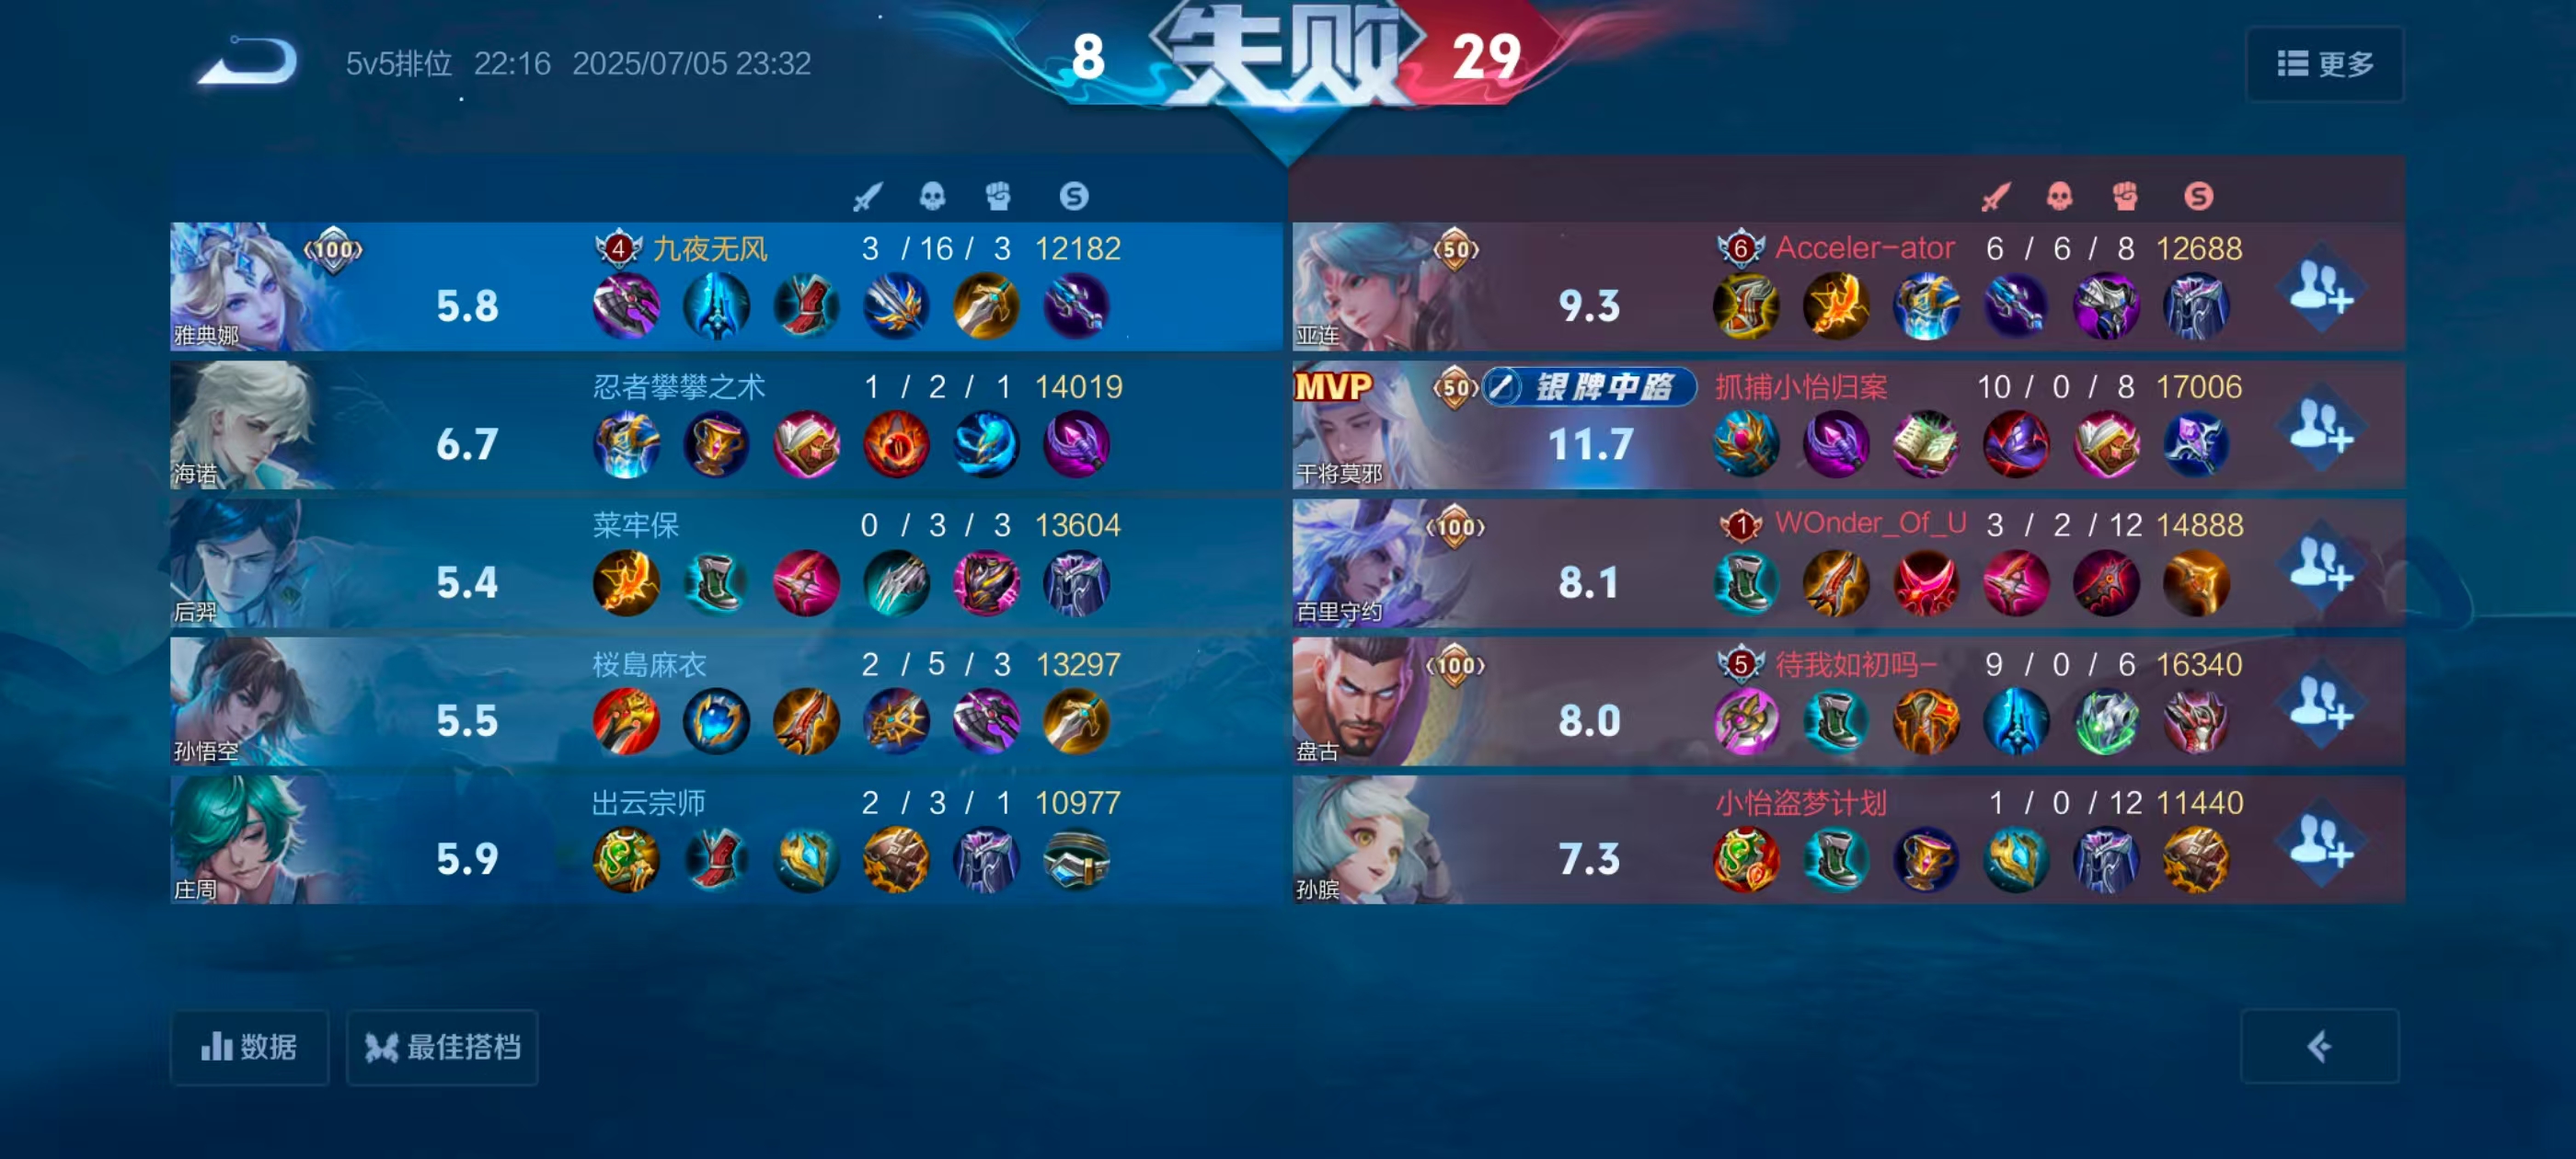 5v5排位 22:16 2025/07/05 23:32
8 失败 29
更多
雅典娜 100 5.8 4 九夜无风 3 / 16 / 3 12182
海诺 6.7 忍者攀攀之术 1 / 2 / 1 14019
后羿 5.4 菜牢保 0 / 3 / 3 13604
孙悟空 5.5 桜島麻衣 2 / 5 / 3 13297
庄周 5.9 出云宗师 2 / 3 / 1 10977
亚连 50 9.3 6 Acceler-ator 6 / 6 / 8 12688
MVP 干将莫邪 50 银牌中路 11.7 抓捕小怡归案 10 / 0 / 8 17006
百里守约 100 8.1 1 WOnder_Of_U 3 / 2 / 12 14888
盘古 100 8.0 5 待我如初吗- 9 / 0 / 6 16340
孙膑 7.3 小怡盗梦计划 1 / 0 / 12 11440
数据 最佳搭档